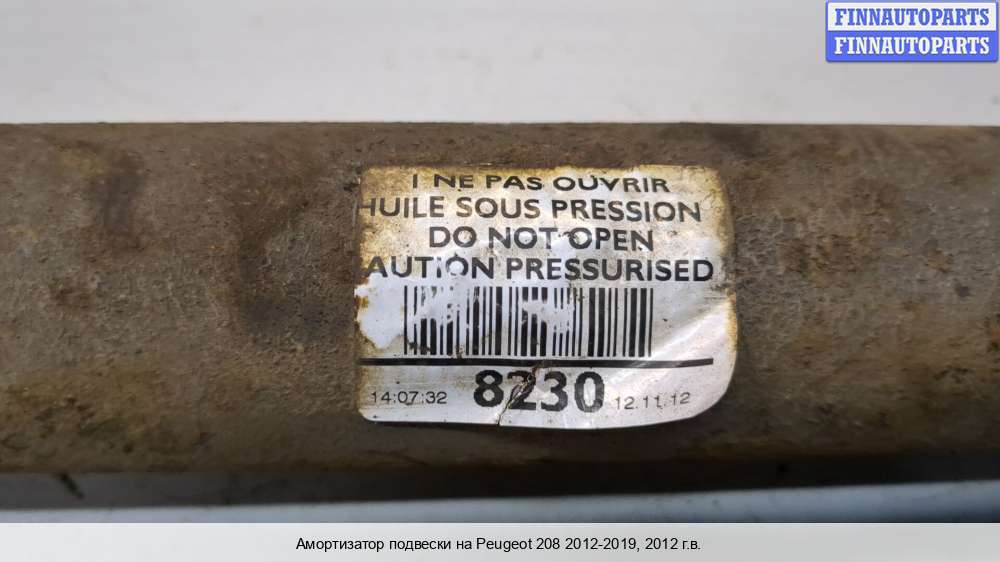 FINNAUTOPARTS
FINNAUTOPARTS
! NE PAS OUVRIR
HUILE SOUS PRESSION
DO NOT OPEN
AUTION PRESSURISED
8230
14:07:32
12.11.12
Амортизатор подвески на Peugeot 208 2012-2019, 2012 г.в.